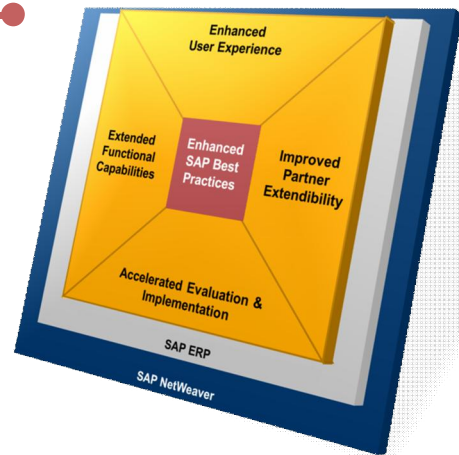 Enhanced
User Experience
Extended
Functional
Capabilities
Enhanced
SAP Best
Practices
Improved
Partner
Extendibility
Accelerated Evaluation &
Implementation
SAP ERP
SAP NetWeaver